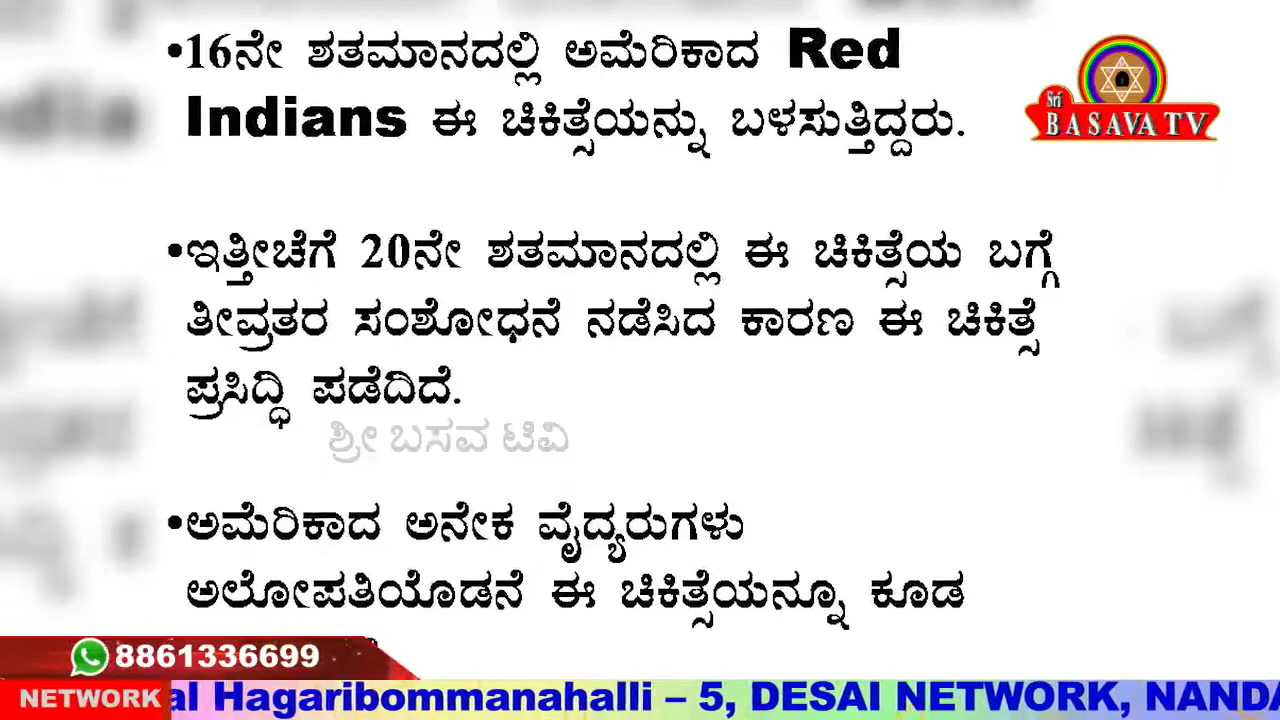 •16ನೇ ಶತಮಾನದಲ್ಲಿ ಅಮೆರಿಕಾದ Red
Indians ಈ ಚಿಕಿತ್ಸೆಯನ್ನು ಬಳಸುತ್ತಿದ್ದರು.
Sri
BASAVA TV
•ಇತ್ತೀಚೆಗೆ 20ನೇ ಶತಮಾನದಲ್ಲಿ ಈ ಚಿಕಿತ್ಸೆಯ ಬಗ್ಗೆ
ತೀವ್ರತರ ಸಂಶೋಧನೆ ನಡೆಸಿದ ಕಾರಣ ಈ ಚಿಕಿತ್ಸೆ
ಪ್ರಸಿದ್ಧಿ ಪಡೆದಿದೆ.
ಶ್ರೀ ಬಸವ ಟಿವಿ
•ಅಮೆರಿಕಾದ ಅನೇಕ ವೈದ್ಯರುಗಳು
ಅಲೋಪತಿಯೊಡನೆ ಈ ಚಿಕಿತ್ಸೆಯನ್ನೂ ಕೂಡ
8861336699
NETWORK al Hagaribommanahalli – 5, DESAI NETWORK, NANDA